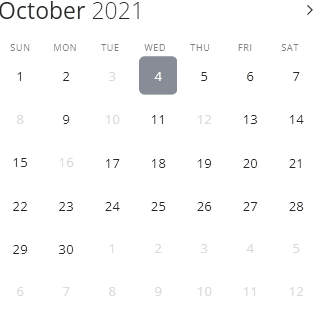 October 2021
SUN MON TUE WED THU FRI SAT
1 2 3 4 5 6 7
8 9 10 11 12 13 14
15 16 17 18 19 20 21
22 23 24 25 26 27 28
29 30 1 2 3 4 5
6 7 8 9 10 11 12